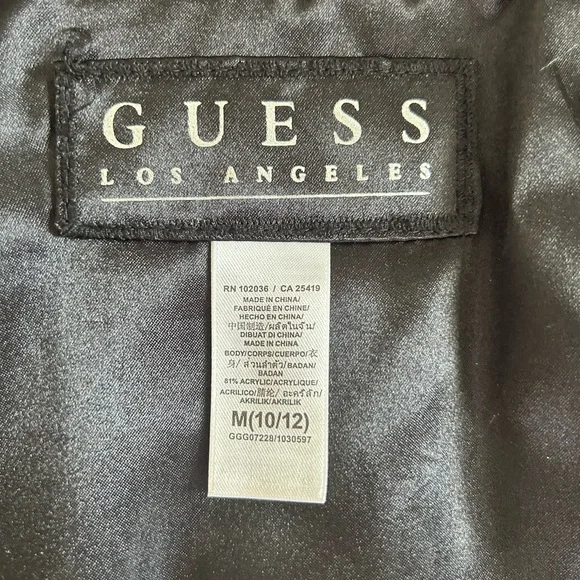 GUESS
LOS ANGELES
RN 102036 / CA 25419
MADE IN CHINA/
FABRIQUÉ EN CHINE/
HECHO EN CHINA/
中国制造/ผลิตในจีน/
DIBUAT DI CHINA/
MADE IN CHINA
BODY/CORPS/CUERPO/衣
身/ ส่วนลำตัว/BADAN/
BADAN
81% ACRYLIC/ACRYLIQUE/
ACRILICO/腈纶/ อะคริลิก/
AKRILIK/AKRILIK
M(10/12)
GGG07228/1030597